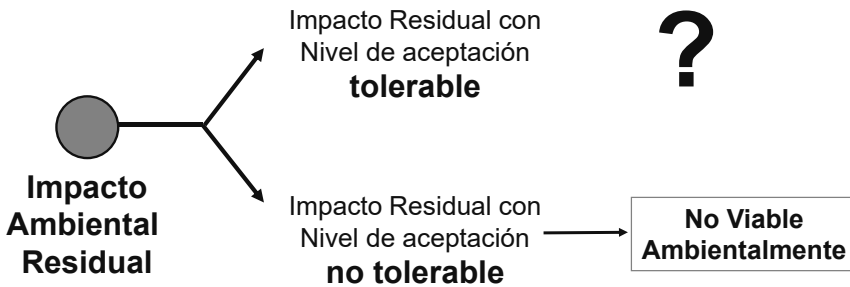 Impacto Residual con
Nivel de aceptación
tolerable
?
Impacto
Ambiental
Residual
Impacto Residual con
Nivel de aceptación
no tolerable
No Viable
Ambientalmente